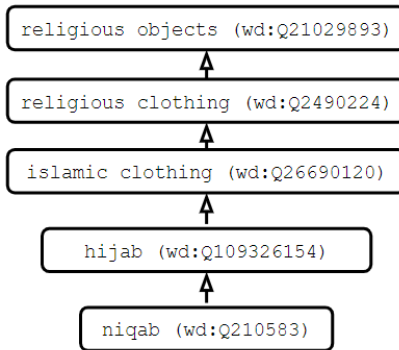 religious objects (wd:Q21029893)
religious clothing (wd:Q2490224)
islamic clothing (wd:Q26690120)
hijab (wd:Q109326154)
niqab (wd:Q210583)